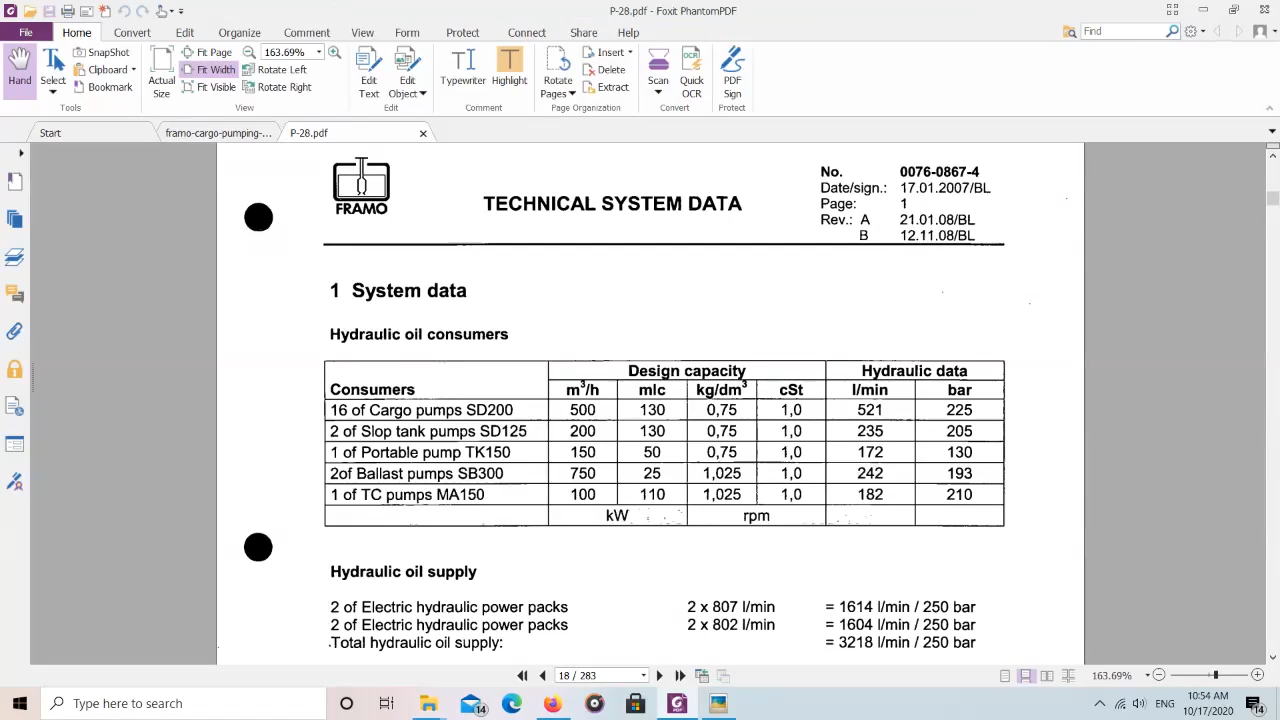 P-28.pdf - Foxit PhantomPDF
File Home Convert Edit Organize Comment View Form Protect Connect Share Help Find
Hand
Select
SnapShot
Clipboard
Bookmark
Tools
Actual Size
Fit Page
Fit Width
Fit Visible
163.69%
Rotate Left
Rotate Right
View
Edit Text
Edit Object
Edit
Typewriter
Highlight
Comment
Rotate Pages
Insert
Delete
Extract
Page Organization
Scan
Quick OCR
Convert
PDF Sign
Protect
Start framo-cargo-pumping-... P-28.pdf
FRAMO
TECHNICAL SYSTEM DATA
No. 0076-0867-4
Date/sign.: 17.01.2007/BL
Page: 1
Rev.: A 21.01.08/BL
B 12.11.08/BL
1 System data
Hydraulic oil consumers
Design capacity Hydraulic data
Consumers m³/h mlc kg/dm³ cSt l/min bar
16 of Cargo pumps SD200 500 130 0,75 1,0 521 225
2 of Slop tank pumps SD125 200 130 0,75 1,0 235 205
1 of Portable pump TK150 150 50 0,75 1,0 172 130
2of Ballast pumps SB300 750 25 1,025 1,0 242 193
1 of TC pumps MA150 100 110 1,025 1,0 182 210
kW rpm
Hydraulic oil supply
2 of Electric hydraulic power packs 2 x 807 l/min = 1614 l/min / 250 bar
2 of Electric hydraulic power packs 2 x 802 l/min = 1604 l/min / 250 bar
Total hydraulic oil supply: = 3218 l/min / 250 bar
18 / 283 163.69%
Type here to search
14
ENG
10:54 AM
10/17/2020
14